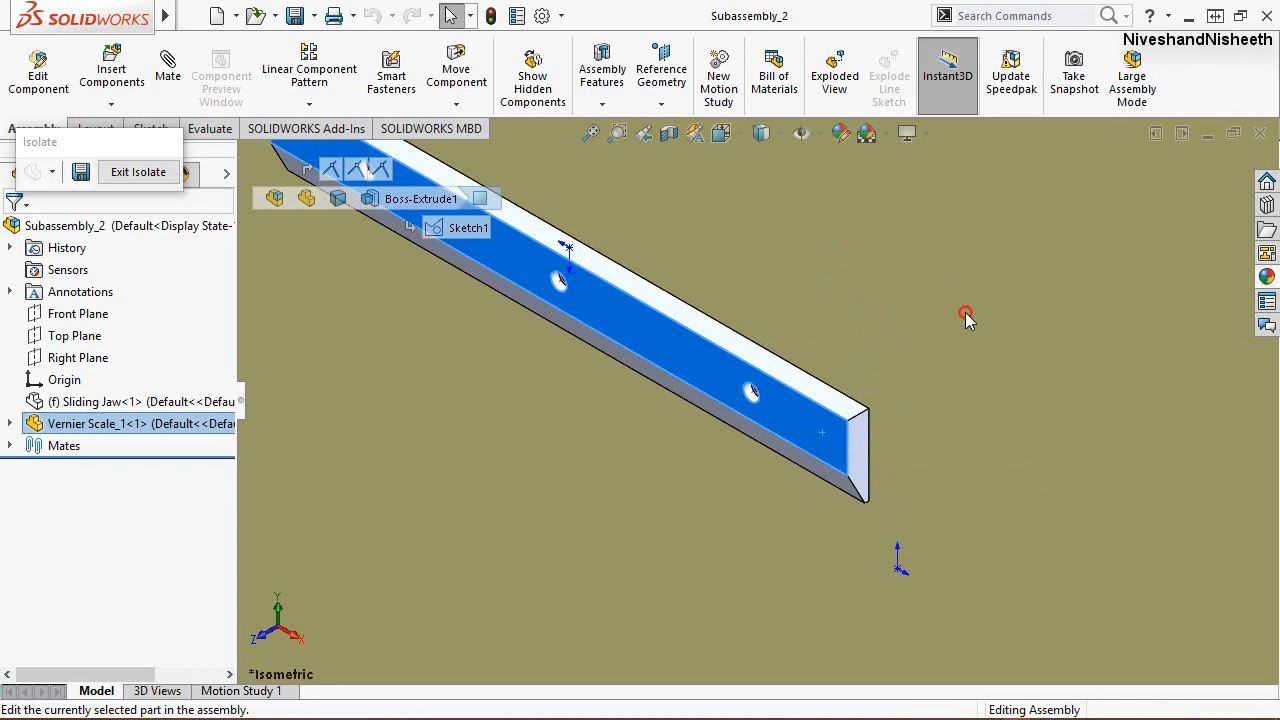 SOLIDWORKS
Subassembly_2
Search Commands
NiveshandNisheeth
Edit Component
Insert Components
Mate
Component Preview Window
Linear Component Pattern
Smart Fasteners
Move Component
Show Hidden Components
Assembly Features
Reference Geometry
New Motion Study
Bill of Materials
Exploded View
Explode Line Sketch
Instant3D
Update Speedpak
Take Snapshot
Large Assembly Mode
Evaluate
SOLIDWORKS Add-Ins
SOLIDWORKS MBD
Isolate
Exit Isolate
Boss-Extrude1
Sketch1
Subassembly_2 (Default<Display State-
History
Sensors
Annotations
Front Plane
Top Plane
Right Plane
Origin
(f) Sliding Jaw<1> (Default<<Defau
Vernier Scale_1<1> (Default<<Defau
Mates
Y
Z
X
*Isometric
Model
3D Views
Motion Study 1
Edit the currently selected part in the assembly.
Editing Assembly